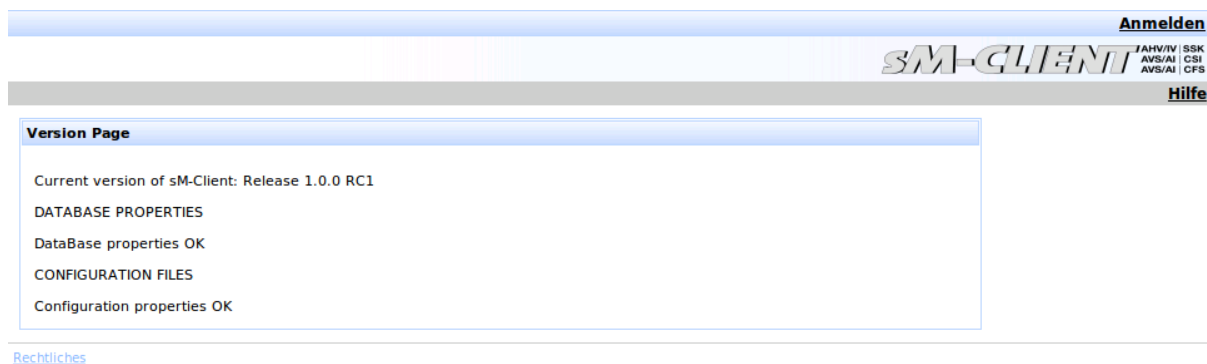 Anmelden
sM-CLIENT
AHV/IV | SSK
AVS/AI | CSI
AVS/AI | CFS
Hilfe
Version Page
Current version of sM-Client: Release 1.0.0 RC1
DATABASE PROPERTIES
DataBase properties OK
CONFIGURATION FILES
Configuration properties OK
Rechtliches